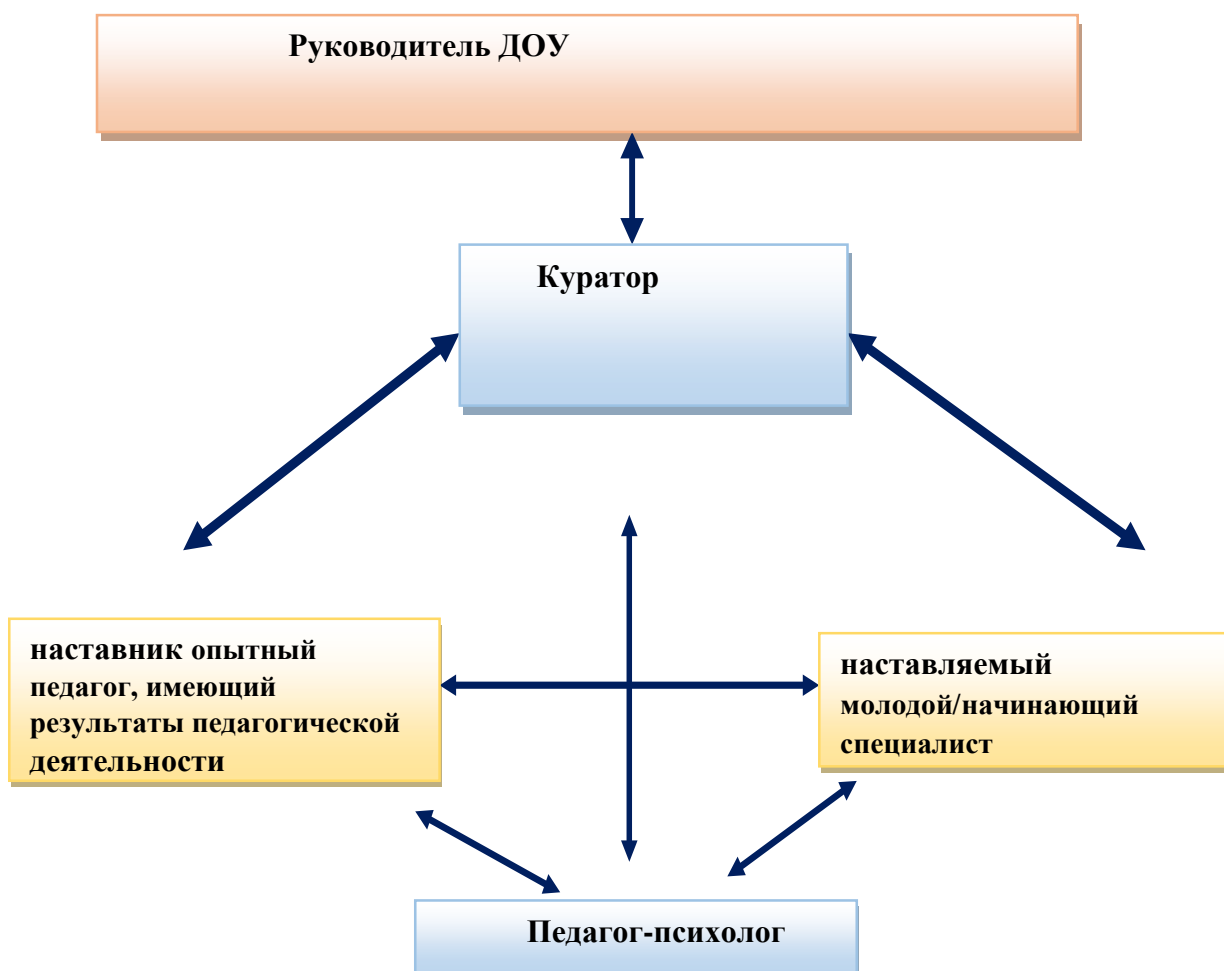 Руководитель ДОУ
Куратор
наставник опытный
педагог, имеющий
результаты педагогической
деятельности
наставляемый
молодой/начинающий
специалист
Педагог-психолог